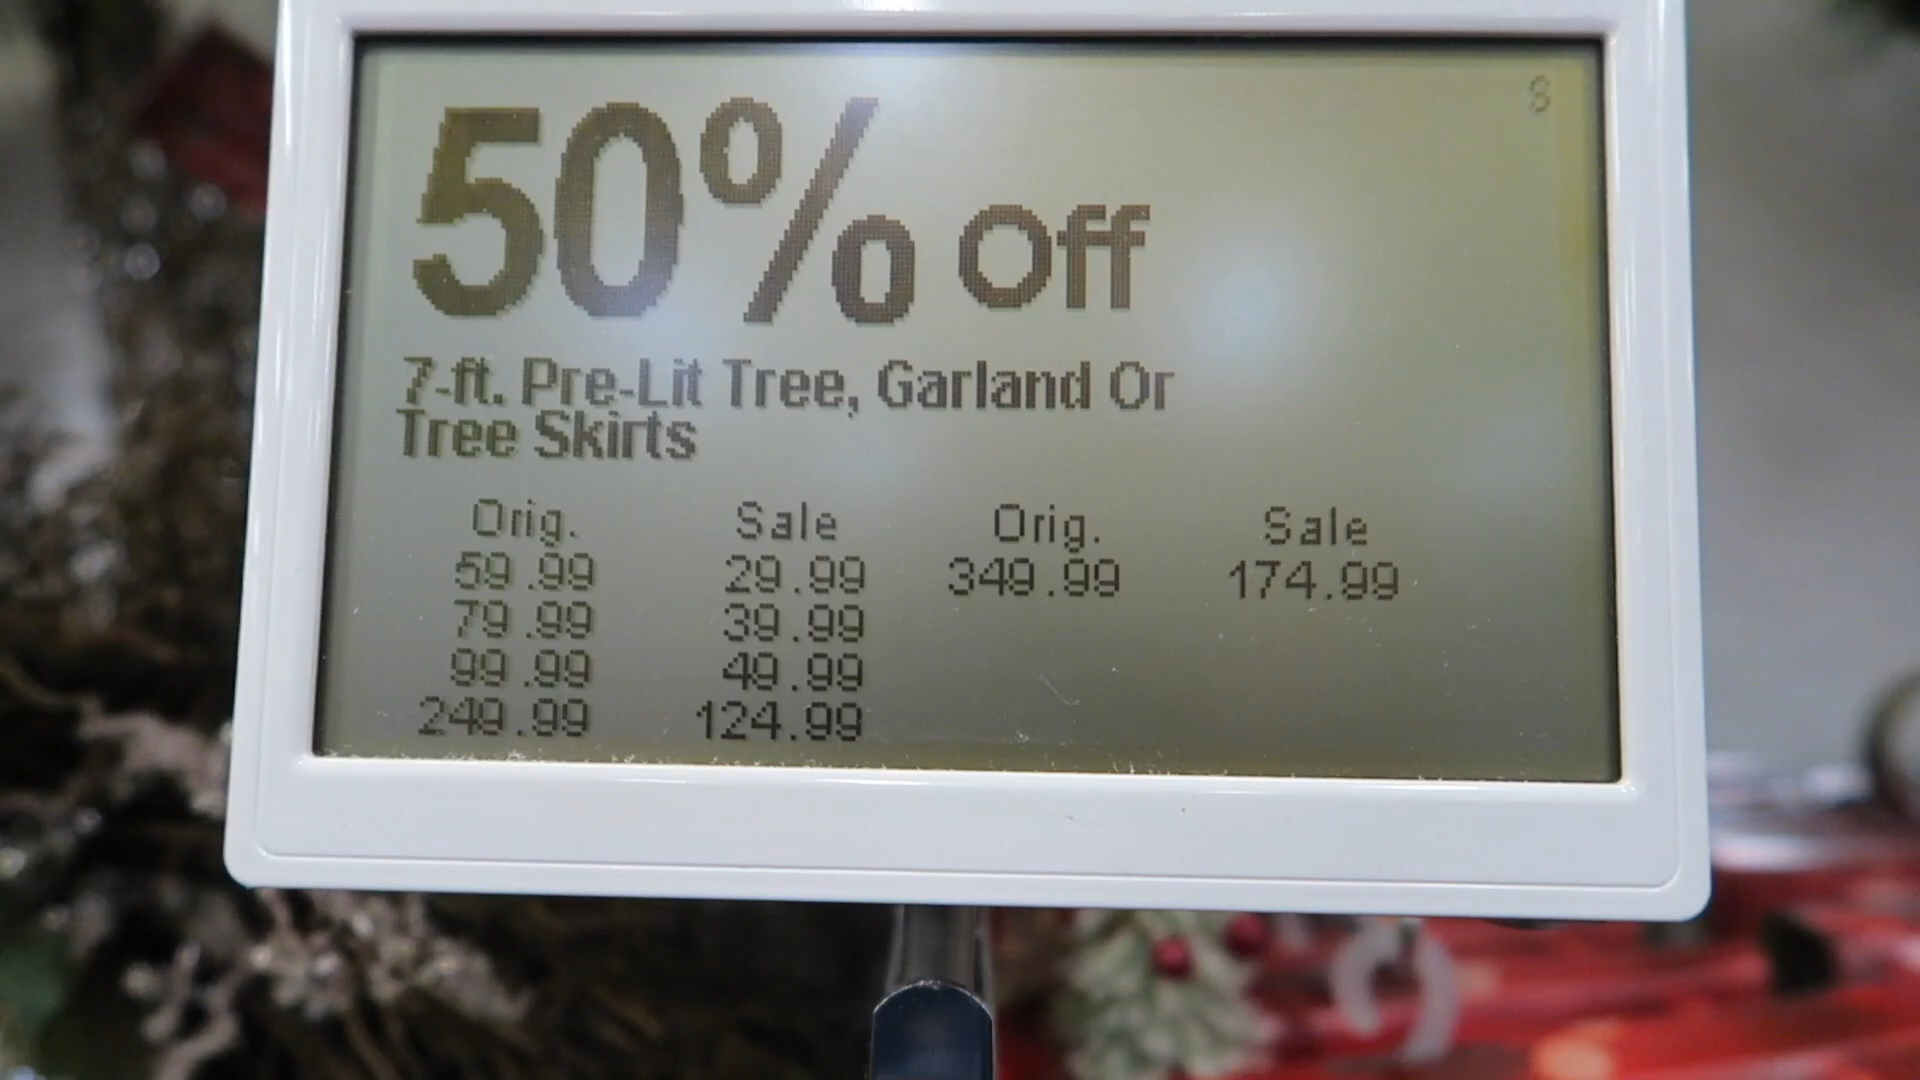 S
50% Off
7-ft. Pre-Lit Tree, Garland Or
Tree Skirts
Orig. Sale Orig. Sale
59.99 29.99 349.99 174.99
79.99 39.99
99.99 49.99
249.99 124.99